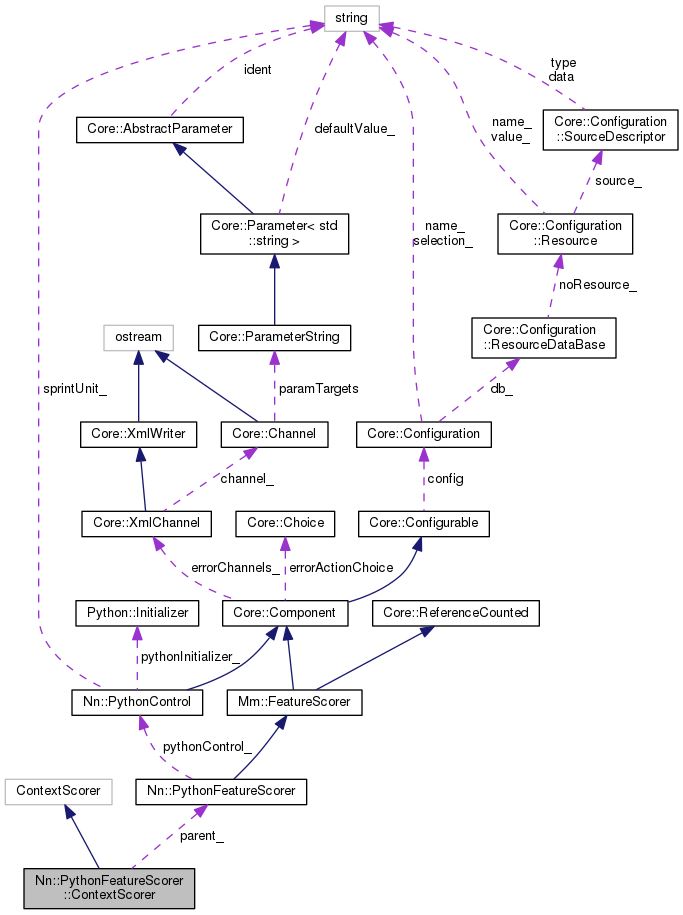 string
type
data
ident
Core::AbstractParameter
defaultValue_
name_
value_
Core::Configuration
::SourceDescriptor
source_
Core::Parameter< std
::string >
name_
selection_
Core::Configuration
::Resource
noResource_
ostream
Core::ParameterString
Core::Configuration
::ResourceDataBase
sprintUnit_
paramTargets
db_
Core::XmlWriter
Core::Channel
Core::Configuration
channel_
config
Core::XmlChannel
Core::Choice
Core::Configurable
errorChannels_
errorActionChoice
Python::Initializer
Core::Component
Core::ReferenceCounted
pythonInitializer_
Nn::PythonControl
Mm::FeatureScorer
pythonControl_
ContextScorer
Nn::PythonFeatureScorer
parent_
Nn::PythonFeatureScorer
::ContextScorer